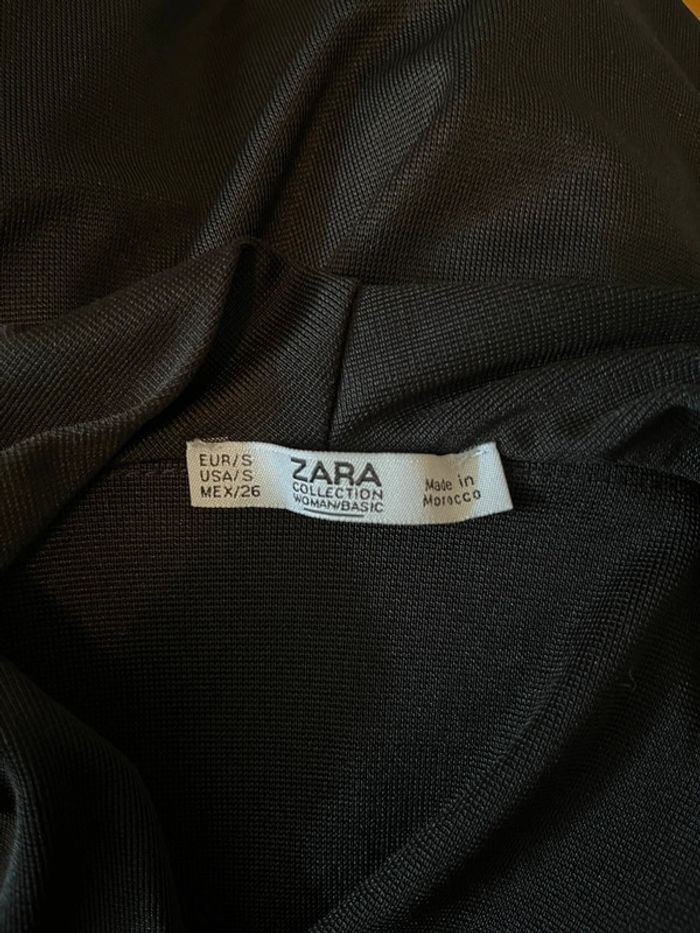 EUR/S
USA/S
MEX/26
ZARA
COLLECTION
WOMAN/BASIC
Made in
Morocco